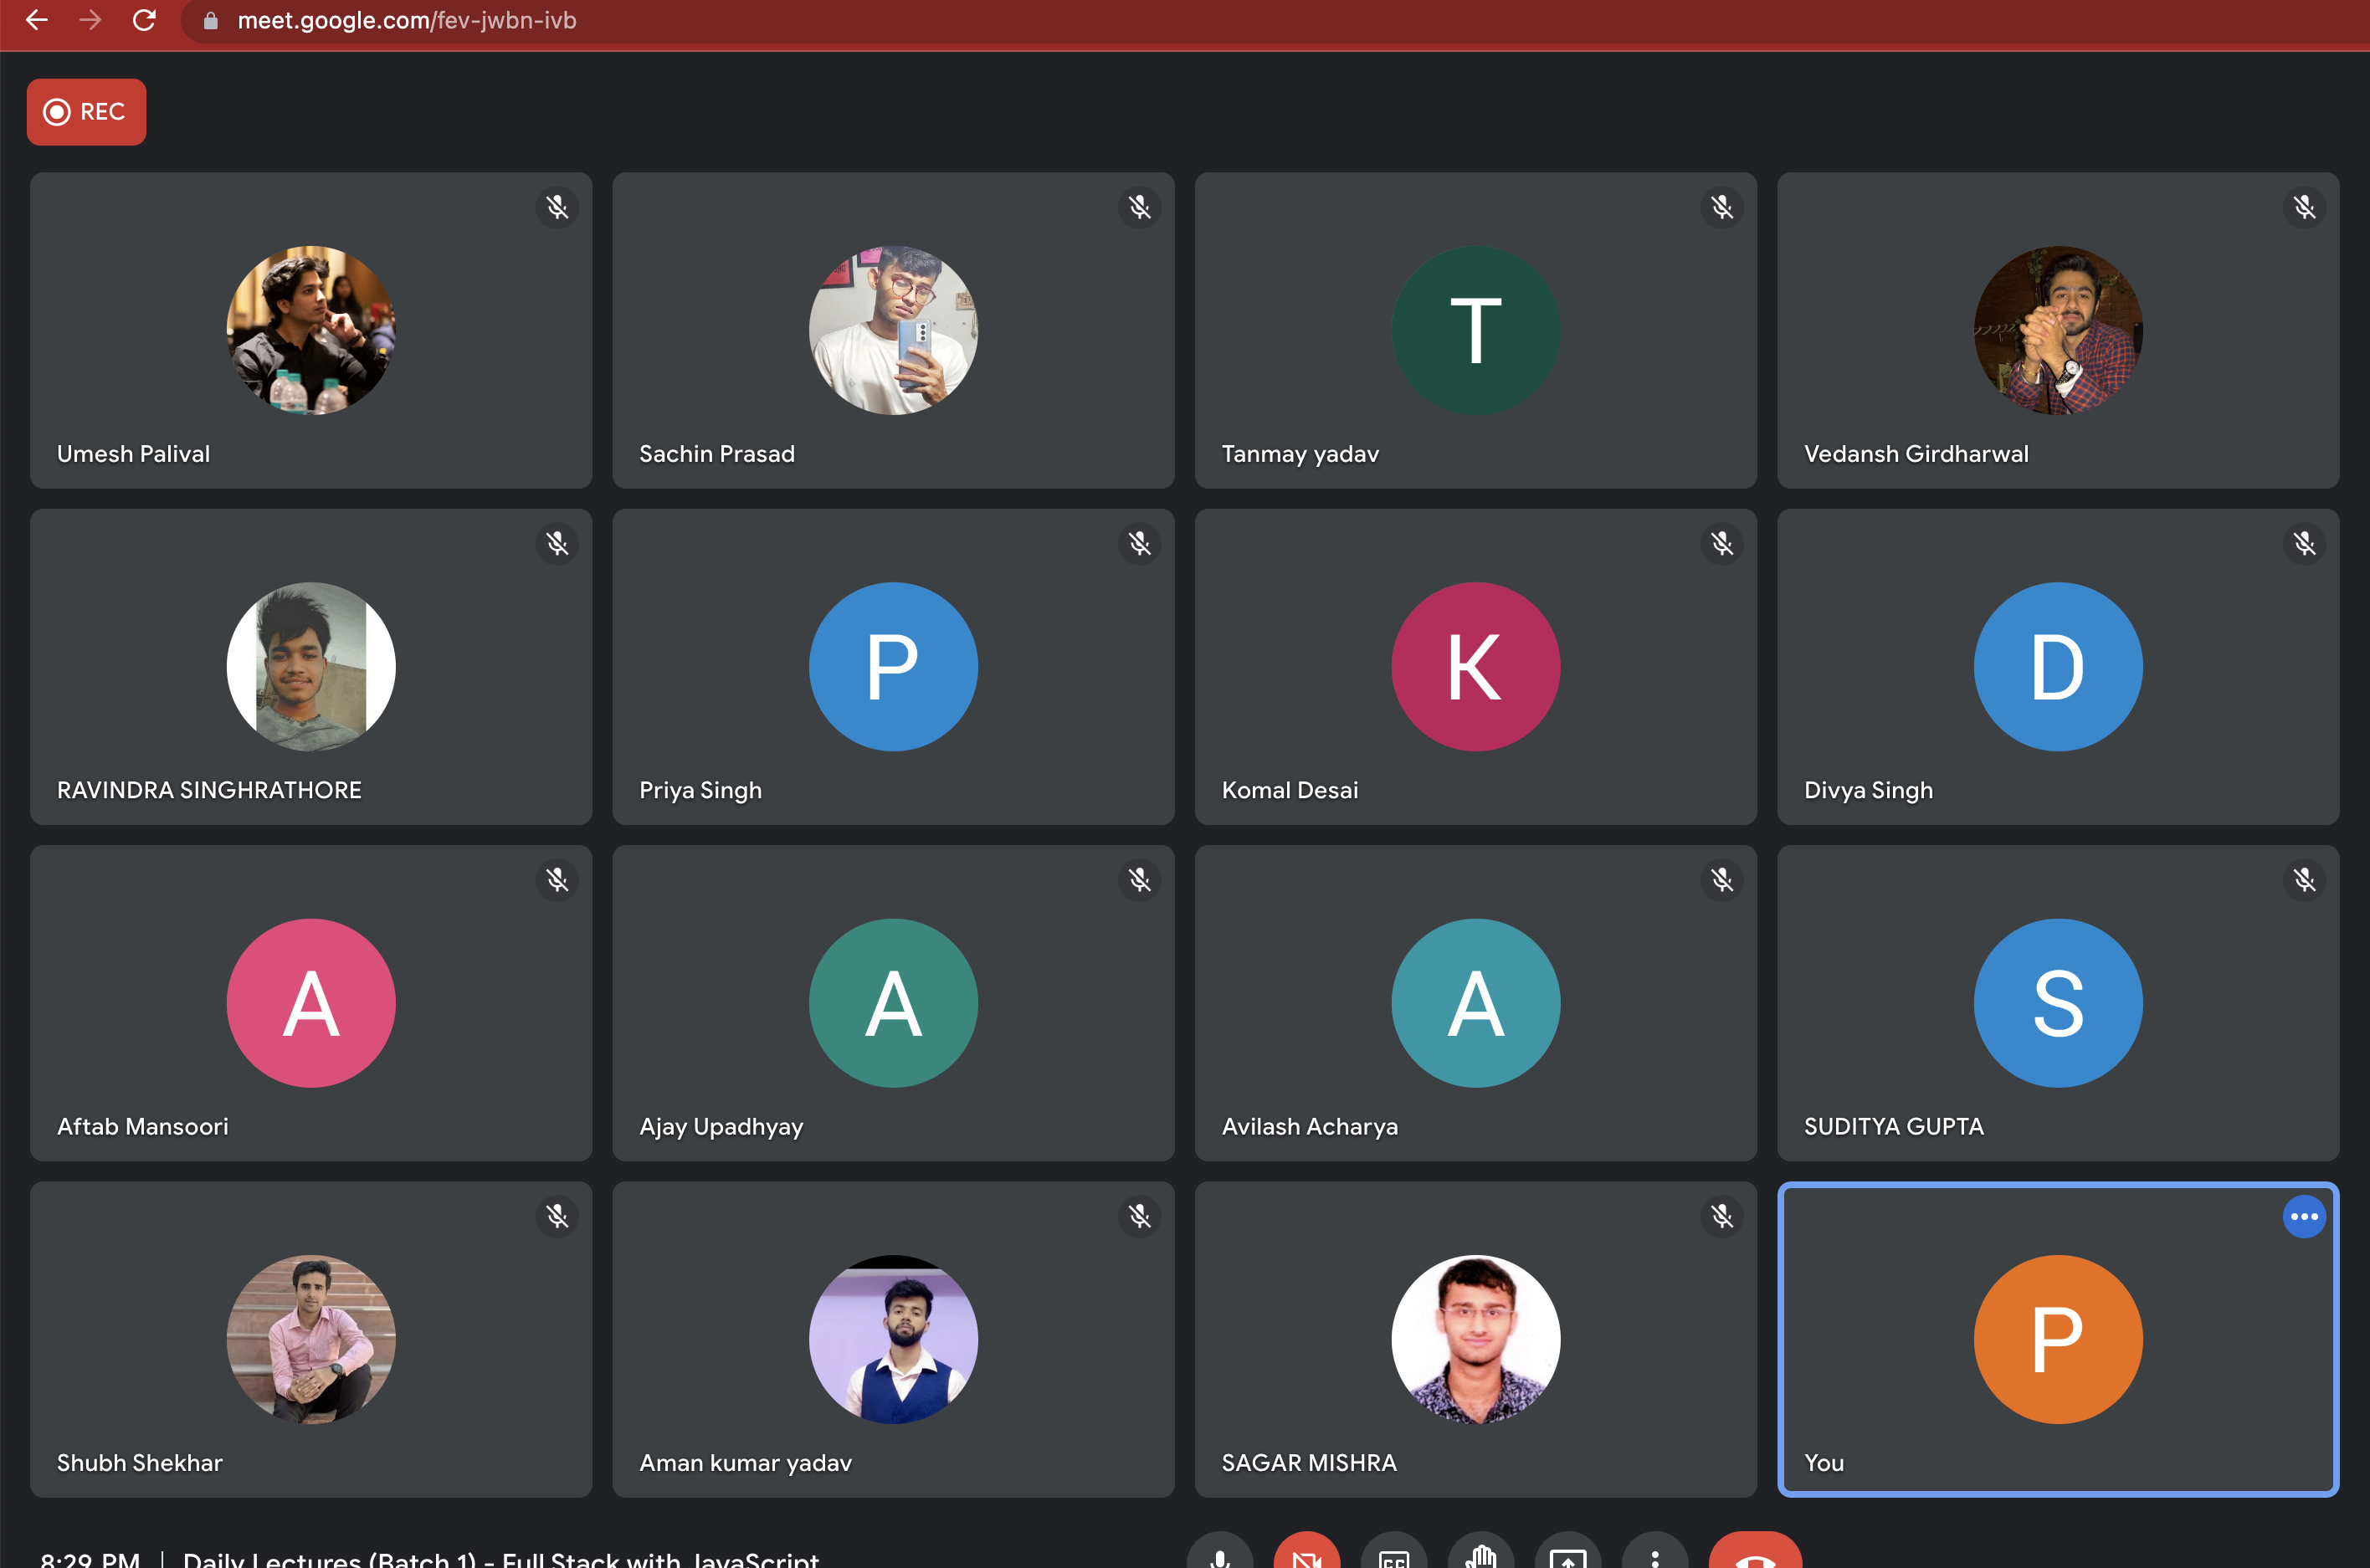 meet.google.com/fev-jwbn-ivb
REC
Umesh Palival
Sachin Prasad
T
Tanmay yadav
Vedansh Girdharwal
RAVINDRA SINGHRATHORE
P
Priya Singh
K
Komal Desai
D
Divya Singh
A
Aftab Mansoori
A
Ajay Upadhyay
A
Avilash Acharya
S
SUDITYA GUPTA
Shubh Shekhar
Aman kumar yadav
SAGAR MISHRA
P
You
8:29 PM | Daily Lectures (Batch 1) - Full Stack with JavaScript
CC